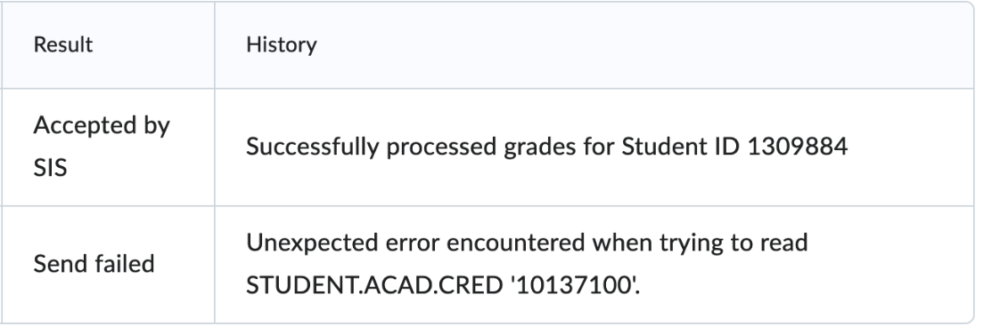 Result
History
Accepted by
SIS
Successfully processed grades for Student ID 1309884
Send failed
Unexpected error encountered when trying to read
STUDENT.ACAD.CRED '10137100'.